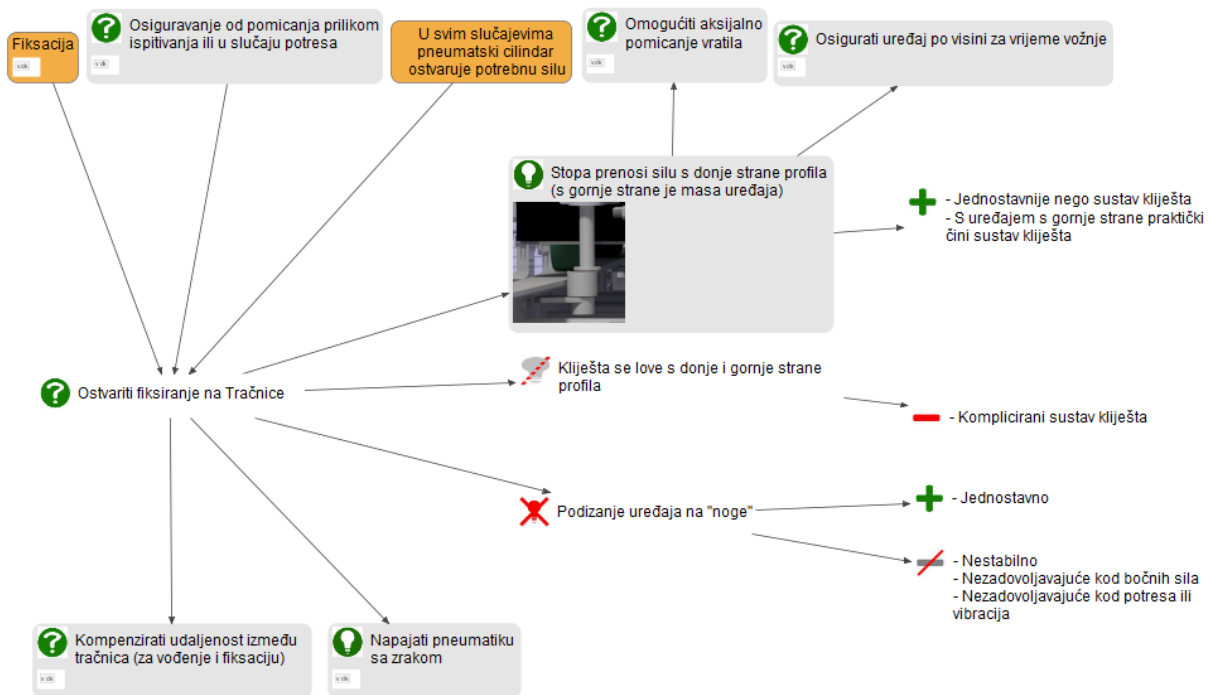 Fiksacija
vdk
Osiguravanje od pomicanja prilikom
ispitivanja ili u slučaju potresa
vdk
U svim slučajevima
pneumatski cilindar
ostvaruje potrebnu silu
Omogućiti aksijalno
pomicanje vratila
vdk
Osigurati uređaj po visini za vrijeme vožnje
vdk
Stopa prenosi silu s donje strane profila
(s gornje strane je masa uređaja)
- Jednostavnije nego sustav kliješta
- S uređajem s gornje strane praktički
čini sustav kliješta
Ostvariti fiksiranje na Tračnice
Kliješta se love s donje i gornje strane
profila
- Komplicirani sustav kliješta
Podizanje uređaja na "noge"
- Jednostavno
- Nestabilno
- Nezadovoljavajuće kod bočnih sila
- Nezadovoljavajuće kod potresa ili
vibracija
Kompenzirati udaljenost između
tračnica (za vođenje i fiksaciju)
vdk
Napajati pneumatiku
sa zrakom
vdk